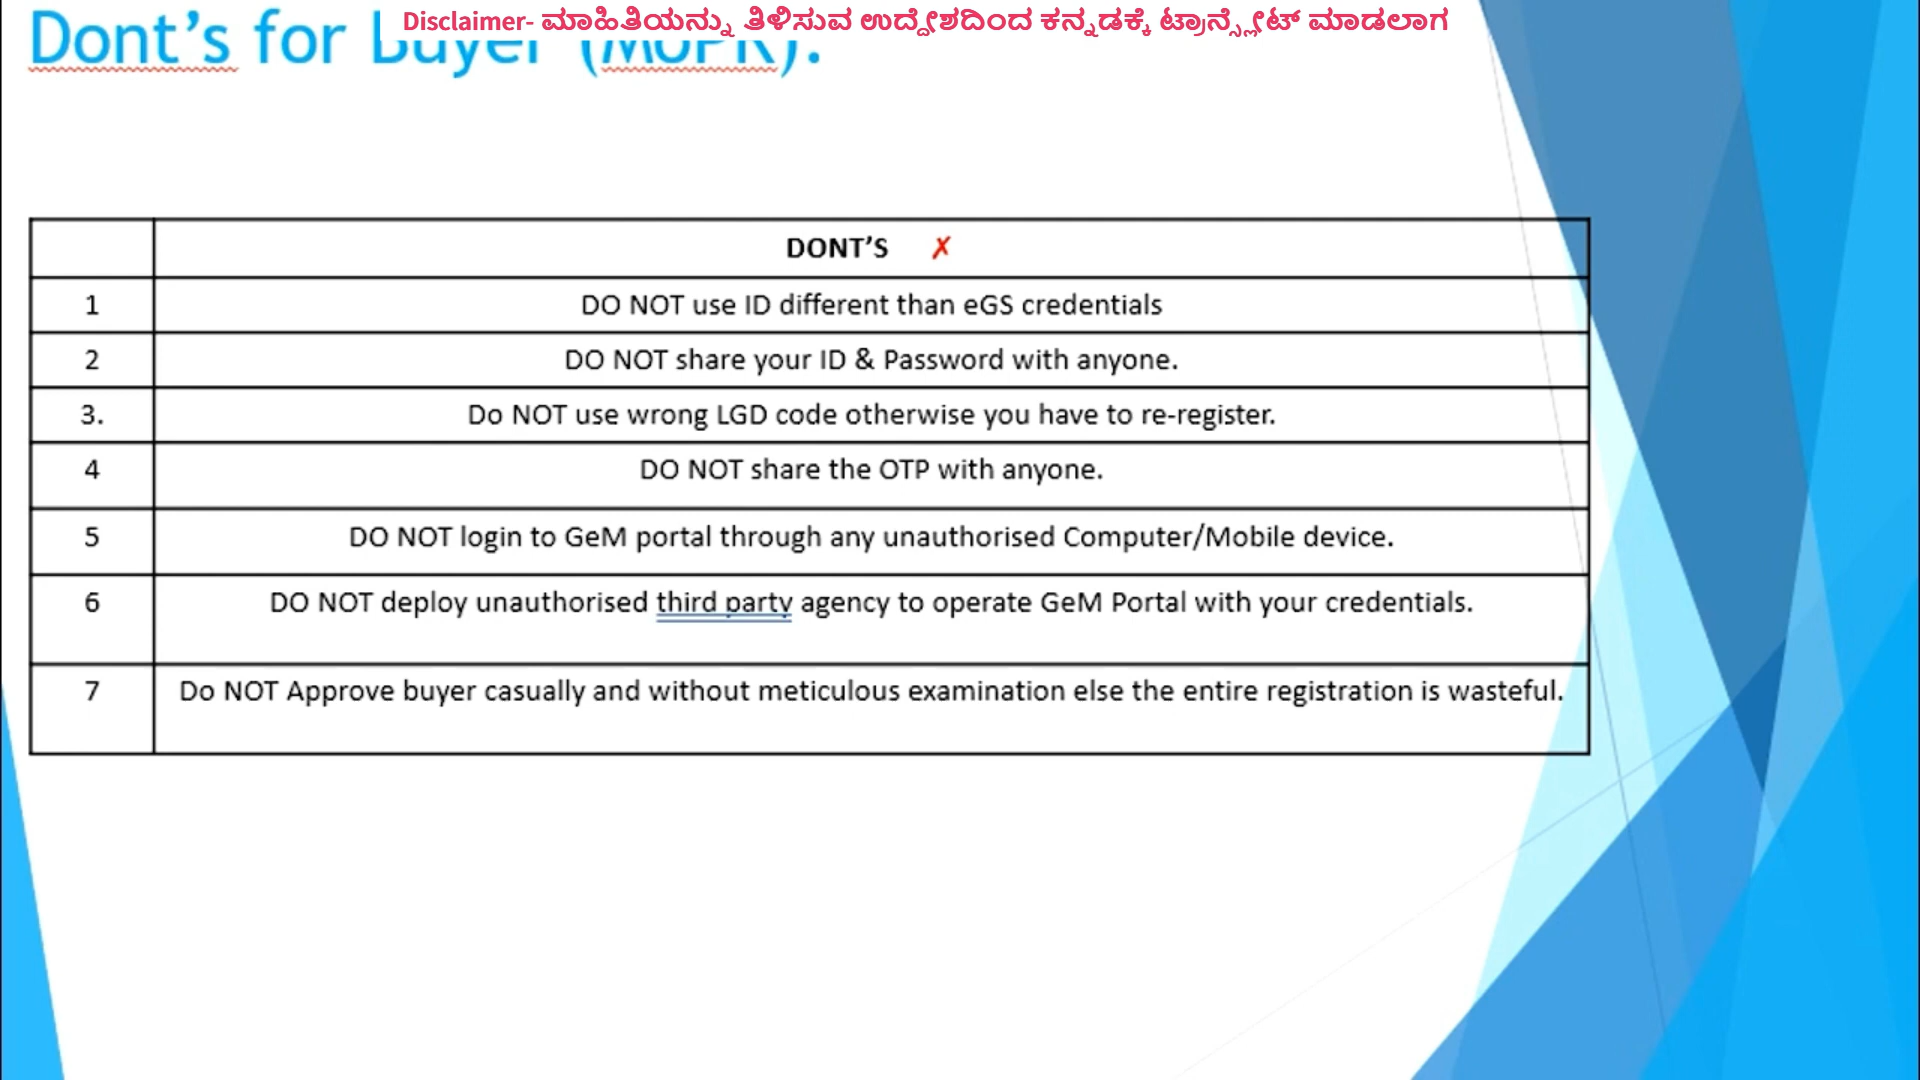 Disclaimer- ಮಾಹಿತಿಯನ್ನು ತಿಳಿಸುವ ಉದ್ದೇಶದಿಂದ ಕನ್ನಡಕ್ಕೆ ಟ್ರಾನ್ಸ್ಲೇಟ್ ಮಾಡಲಾಗ
Dont’s for Buyer (MoPR).
DONT’S ✗
1 DO NOT use ID different than eGS credentials
2 DO NOT share your ID & Password with anyone.
3. Do NOT use wrong LGD code otherwise you have to re-register.
4 DO NOT share the OTP with anyone.
5 DO NOT login to GeM portal through any unauthorised Computer/Mobile device.
6 DO NOT deploy unauthorised third party agency to operate GeM Portal with your credentials.
7 Do NOT Approve buyer casually and without meticulous examination else the entire registration is wasteful.